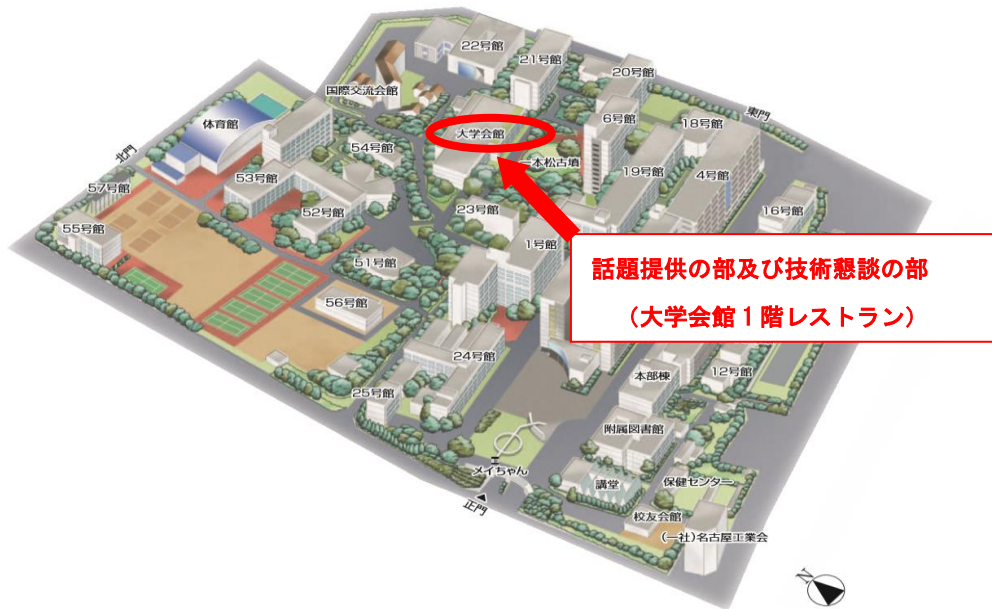 22号館
21号館
20号館
国際交流会館
東門
6号館
18号館
体育館
大学会館
54号館
一本松古墳
北門
19号館
4号館
57号館
53号館
52号館
23号館
16号館
55号館
1号館
51号館
話題提供の部及び技術懇談の部
(大学会館1階レストラン)
56号館
24号館
本部棟
12号館
25号館
附属図書館
メイちゃん
講堂
保健センター
正門
校友会館
(一社)名古屋工業会
N